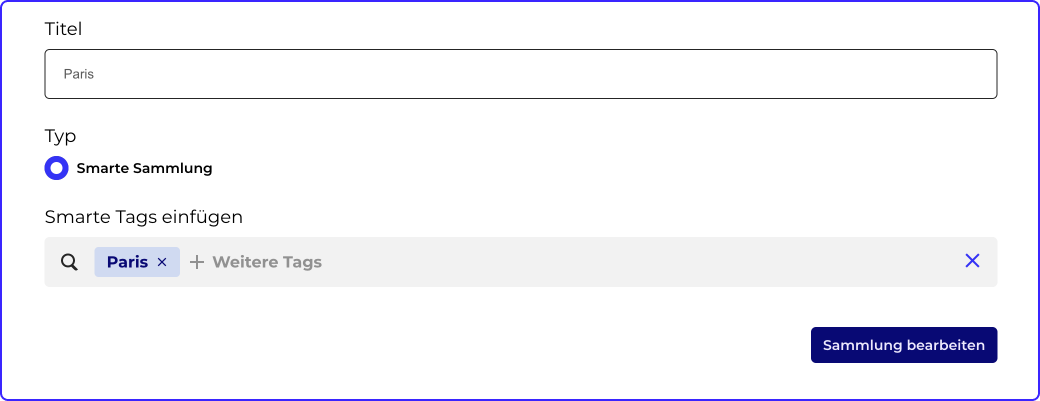 Titel
Paris
Typ
Smarte Sammlung
Smarte Tags einfügen
Paris × + Weitere Tags ×
Sammlung bearbeiten